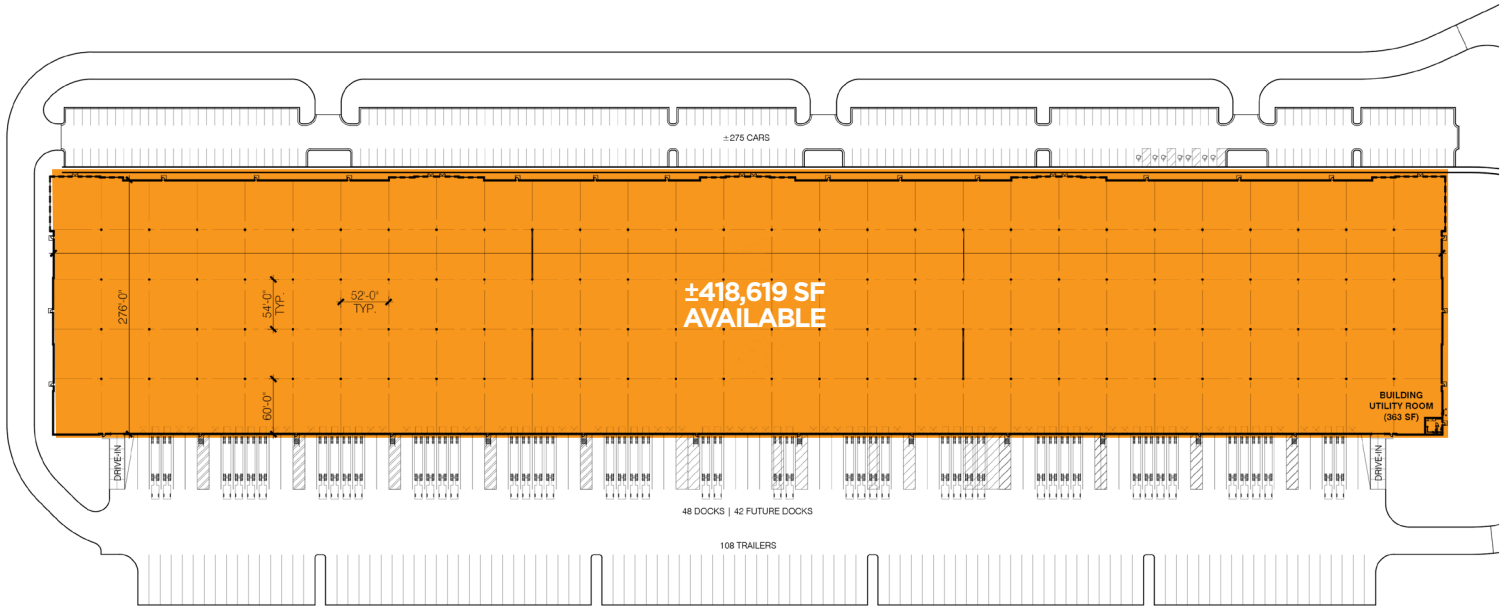 ±275 CARS
276'-0"
54'-0"
TYP.
52'-0"
TYP.
±418,619 SF
AVAILABLE
60'-0"
BUILDING
UTILITY ROOM
(363 SF)
DRIVE-IN
DRIVE-IN
48 DOCKS | 42 FUTURE DOCKS
108 TRAILERS